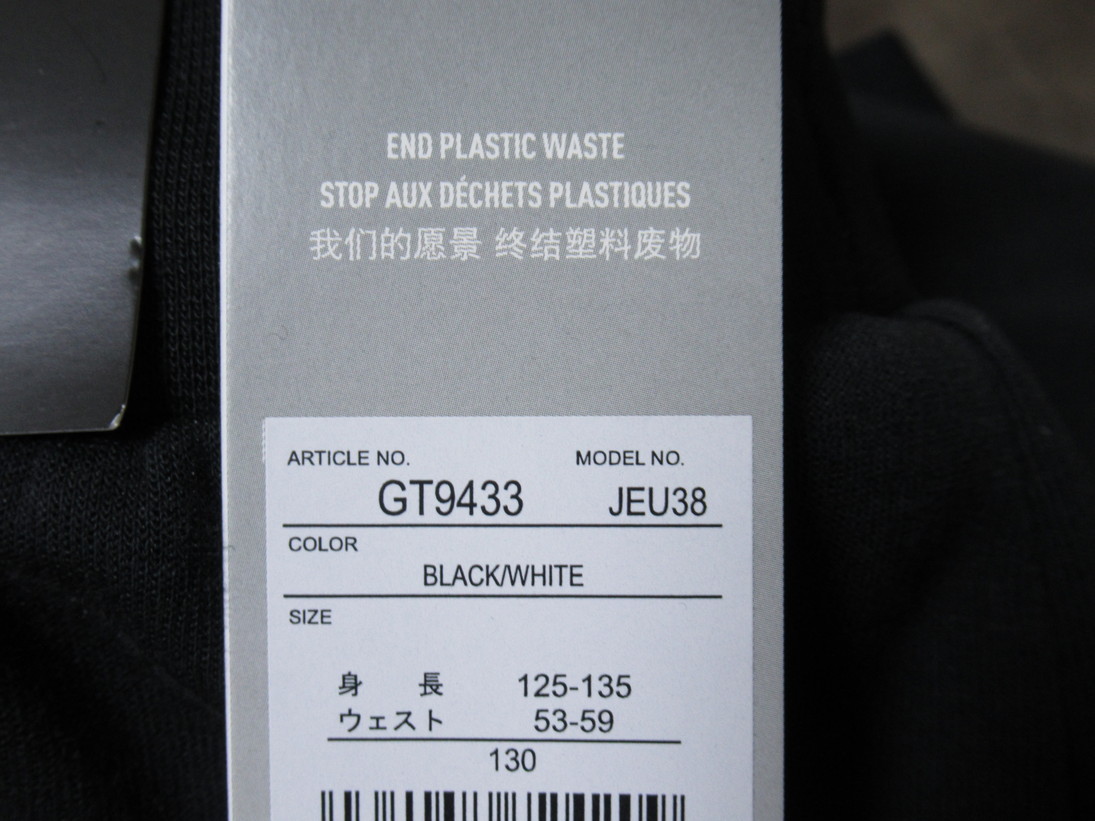 END PLASTIC WASTE
STOP AUX DÉCHETS PLASTIQUES
我们的愿景 终结塑料废物
ARTICLE NO. MODEL NO.
GT9433 JEU38
COLOR
BLACK/WHITE
SIZE
身 長 125-135
ウェスト 53-59
130